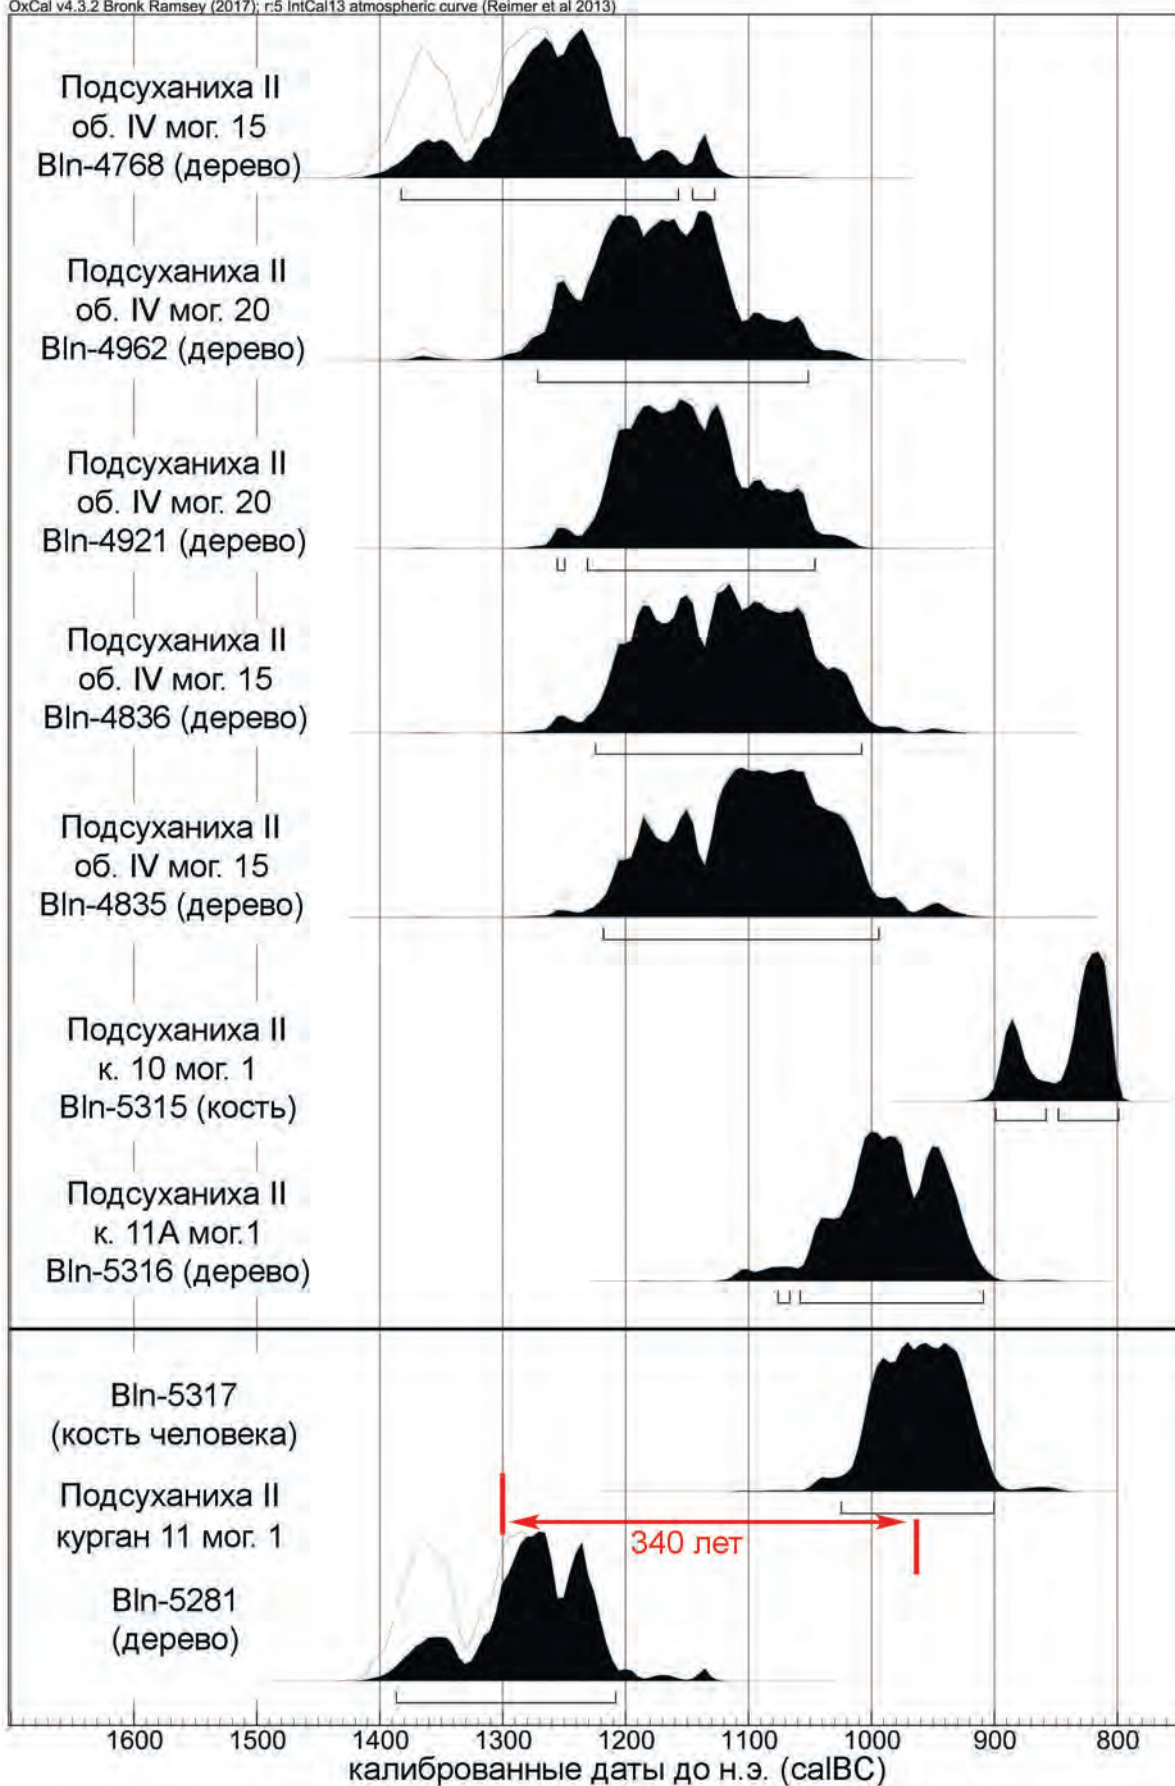 OxCal v4.3.2 Bronk Ramsey (2017); r:5 IntCal13 atmospheric curve (Reimer et al 2013)
Подсуханиха II
об. IV мог. 15
Bln-4768 (дерево)
Подсуханиха II
об. IV мог. 20
Bln-4962 (дерево)
Подсуханиха II
об. IV мог. 20
Bln-4921 (дерево)
Подсуханиха II
об. IV мог. 15
Bln-4836 (дерево)
Подсуханиха II
об. IV мог. 15
Bln-4835 (дерево)
Подсуханиха II
к. 10 мог. 1
Bln-5315 (кость)
Подсуханиха II
к. 11А мог.1
Bln-5316 (дерево)
Bln-5317
(кость человека)
Подсуханиха II
курган 11 мог. 1
340 лет
Bln-5281
(дерево)
1600 1500 1400 1300 1200 1100 1000 900 800
калиброванные даты до н.э. (calBC)